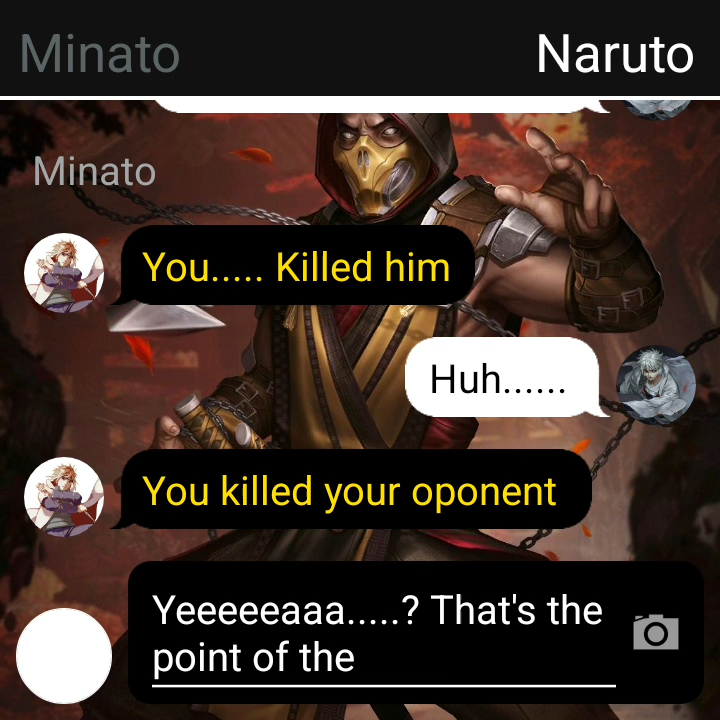 Minato
Naruto
Minato
You..... Killed him
Huh......
You killed your oponent
Yeeeeeaaa.....? That's the
point of the